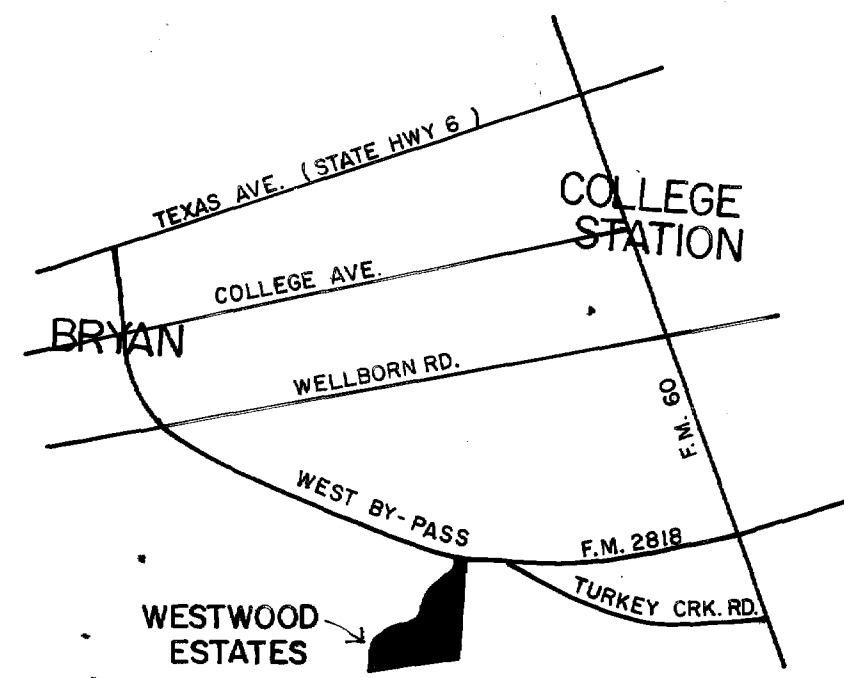 TEXAS AVE. (STATE HWY 6)
COLLEGE
STATION
COLLEGE AVE.
BRYAN
WELLBORN RD.
F.M. 60
WEST BY-PASS
F.M. 2818
TURKEY CRK. RD.
WESTWOOD
ESTATES